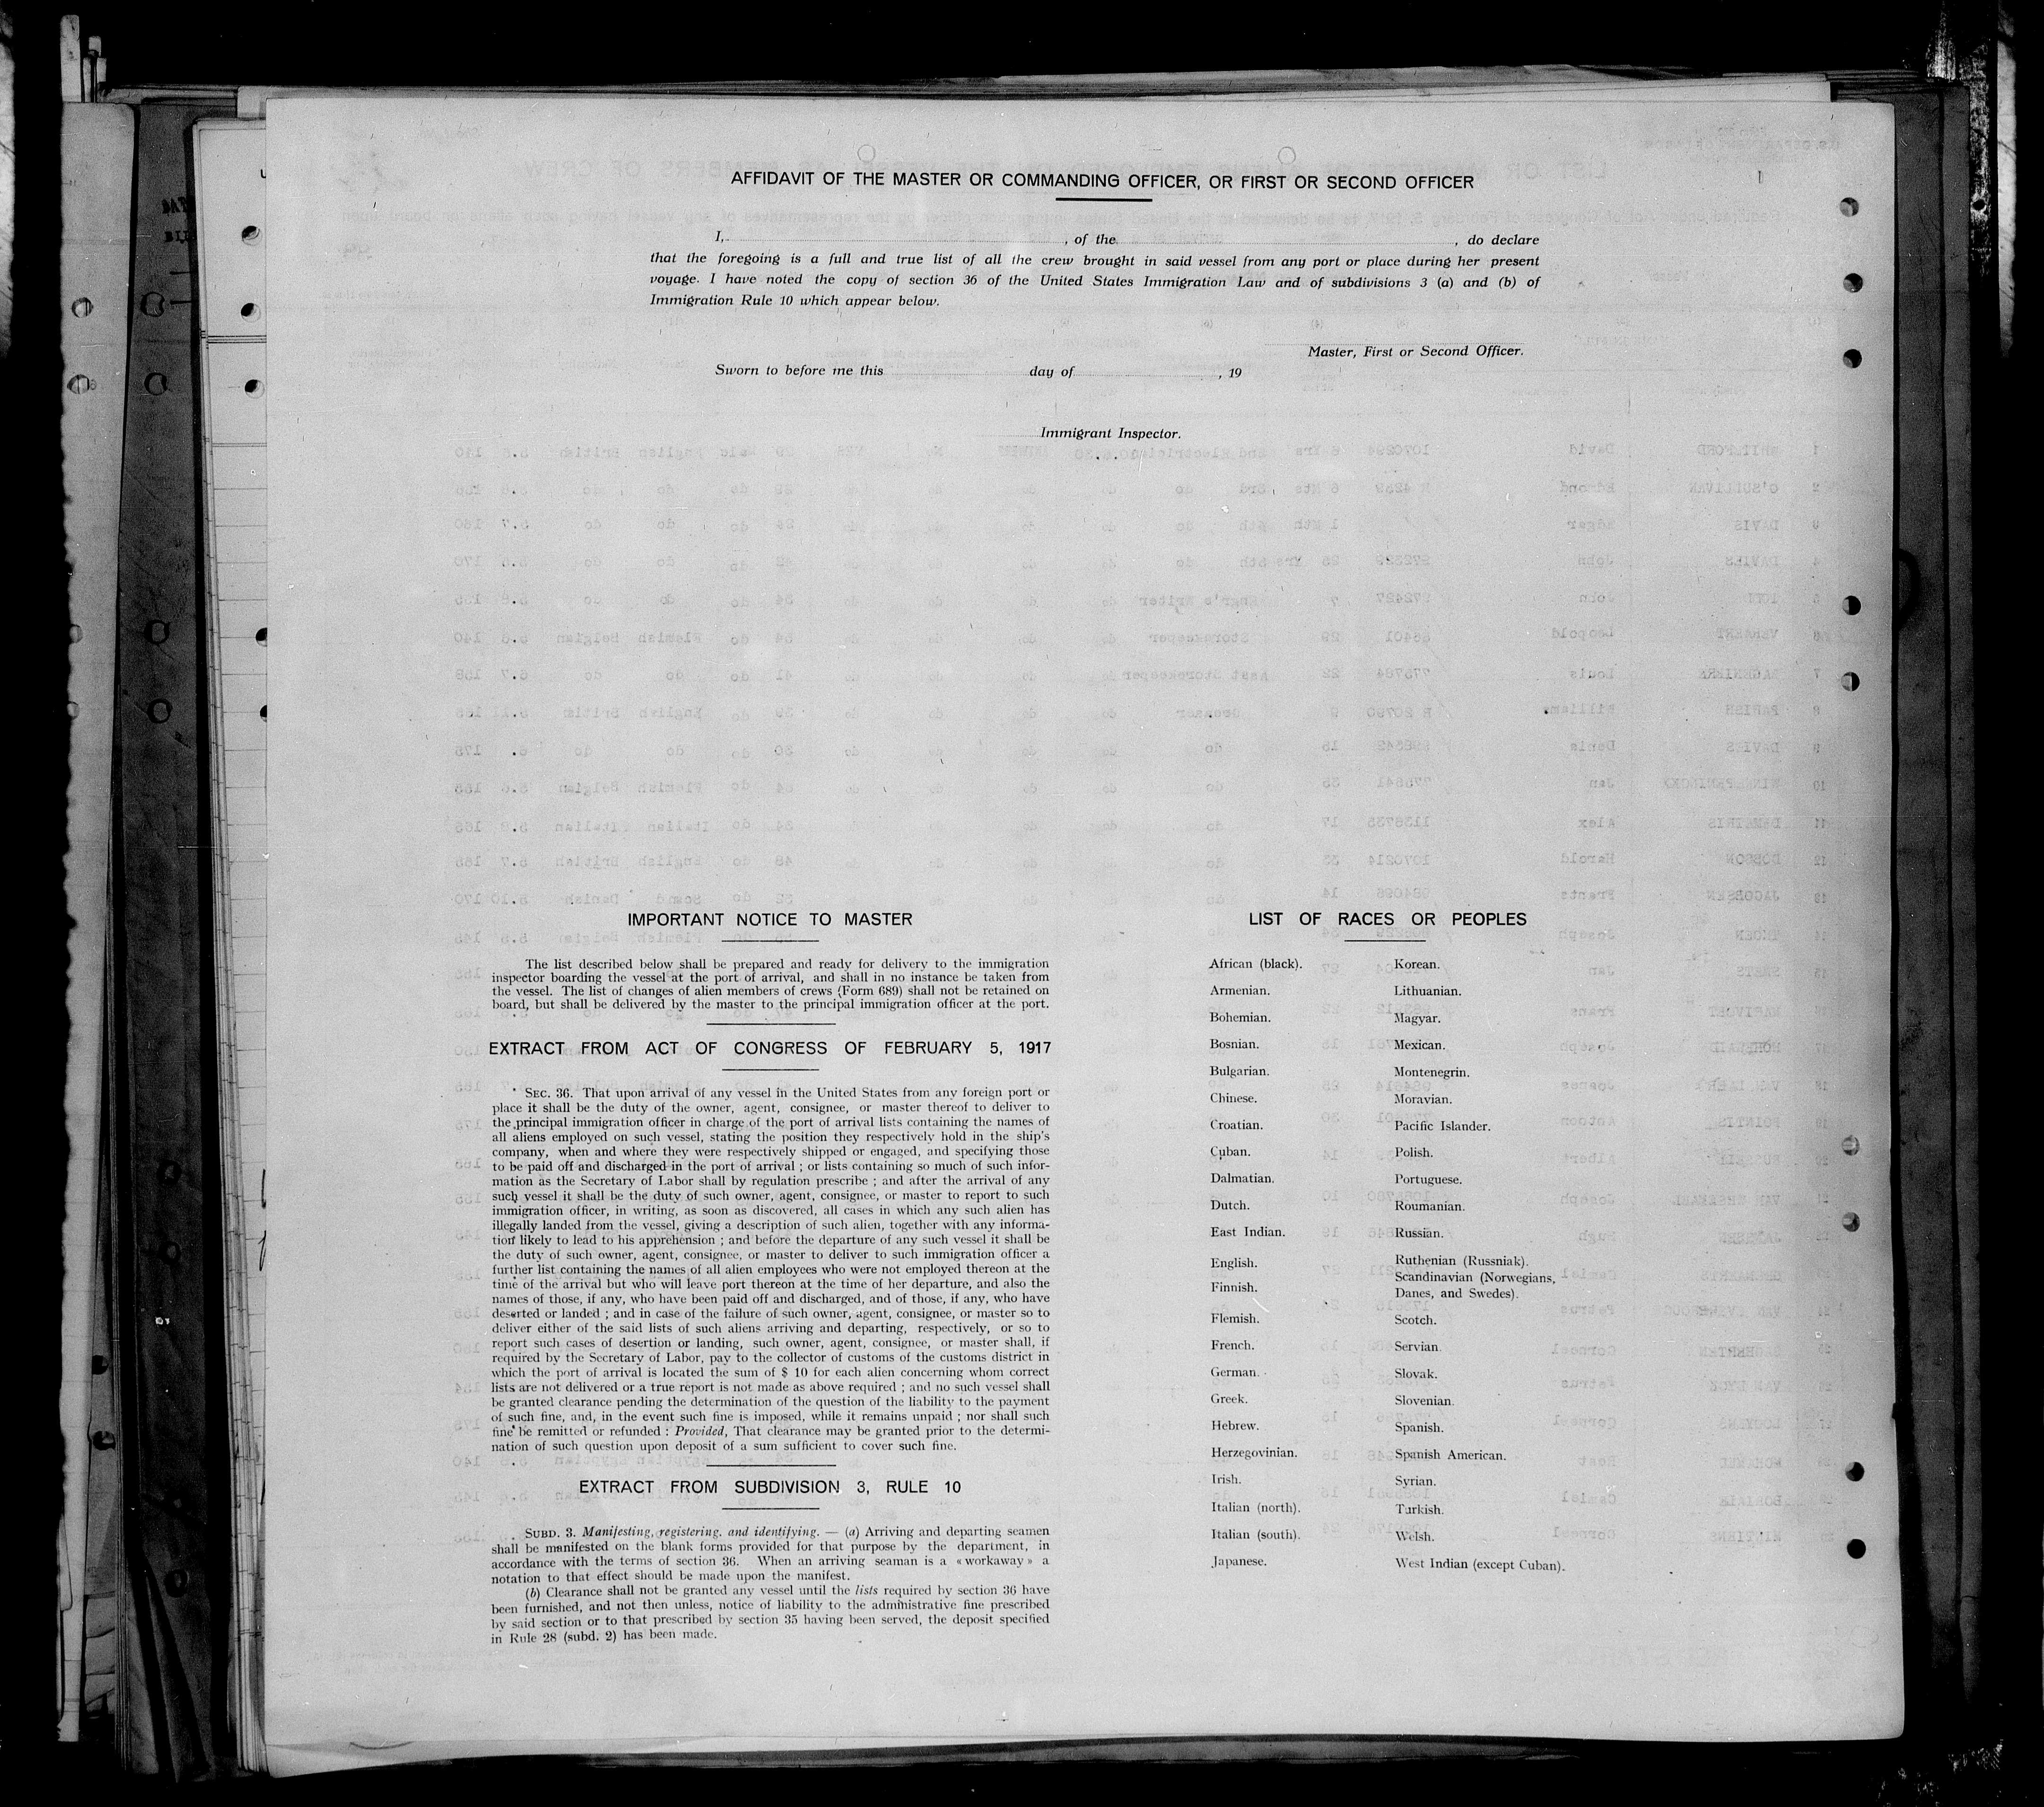 AFFIDAVIT OF THE MASTER OR COMMANDING OFFICER, OR FIRST OR SECOND OFFICER
I, , of the , do declare
that the foregoing is a full and true list of all the crew brought in said vessel from any port or place during her present
voyage. I have noted the copy of section 36 of the United States Immigration Law and of subdivisions 3 (a) and (b) of
Immigration Rule 10 which appear below.
Master, First or Second Officer.
Sworn to before me this day of , 19
Immigrant Inspector.
IMPORTANT NOTICE TO MASTER
The list described below shall be prepared and ready for delivery to the immigration
inspector boarding the vessel at the port of arrival, and shall in no instance be taken from
the vessel. The list of changes of alien members of crews (Form 689) shall not be retained on
board, but shall be delivered by the master to the principal immigration officer at the port.
EXTRACT FROM ACT OF CONGRESS OF FEBRUARY 5, 1917
SEC. 36. That upon arrival of any vessel in the United States from any foreign port or
place it shall be the duty of the owner, agent, consignee, or master thereof to deliver to
the principal immigration officer in charge of the port of arrival lists containing the names of
all aliens employed on such vessel, stating the position they respectively hold in the ship's
company, when and where they were respectively shipped or engaged, and specifying those
to be paid off and discharged in the port of arrival ; or lists containing so much of such infor-
mation as the Secretary of Labor shall by regulation prescribe ; and after the arrival of any
such vessel it shall be the duty of such owner, agent, consignee, or master to report to such
immigration officer, in writing, as soon as discovered, all cases in which any such alien has
illegally landed from the vessel, giving a description of such alien, together with any informa-
tion likely to lead to his apprehension ; and before the departure of any such vessel it shall be
the duty of such owner, agent, consignee, or master to deliver to such immigration officer a
further list containing the names of all alien employees who were not employed thereon at the
time of the arrival but who will leave port thereon at the time of her departure, and also the
names of those, if any, who have been paid off and discharged, and of those, if any, who have
deserted or landed ; and in case of the failure of such owner, agent, consignee, or master so to
deliver either of the said lists of such aliens arriving and departing, respectively, or so to
report such cases of desertion or landing, such owner, agent, consignee, or master shall, if
required by the Secretary of Labor, pay to the collector of customs of the customs district in
which the port of arrival is located the sum of $ 10 for each alien concerning whom correct
lists are not delivered or a true report is not made as above required ; and no such vessel shall
be granted clearance pending the determination of the question of the liability to the payment
of such fine, and, in the event such fine is imposed, while it remains unpaid ; nor shall such
fine be remitted or refunded : Provided, That clearance may be granted prior to the determi-
nation of such question upon deposit of a sum sufficient to cover such fine.
EXTRACT FROM SUBDIVISION 3, RULE 10
SUBD. 3. Manifesting, registering, and identifying. — (a) Arriving and departing seamen
shall be manifested on the blank forms provided for that purpose by the department, in
accordance with the terms of section 36. When an arriving seaman is a « workaway » a
notation to that effect should be made upon the manifest.
(b) Clearance shall not be granted any vessel until the lists required by section 36 have
been furnished, and not then unless, notice of liability to the administrative fine prescribed
by said section or to that prescribed by section 35 having been served, the deposit specified
in Rule 28 (subd. 2) has been made.
LIST OF RACES OR PEOPLES
African (black).
Armenian.
Bohemian.
Bosnian.
Bulgarian.
Chinese.
Croatian.
Cuban.
Dalmatian.
Dutch.
East Indian.
English.
Finnish.
Flemish.
French.
German.
Greek.
Hebrew.
Herzegovinian.
Irish.
Italian (north).
Italian (south).
Japanese.
Korean.
Lithuanian.
Magyar.
Mexican.
Montenegrin.
Moravian.
Pacific Islander.
Polish.
Portuguese.
Roumanian.
Russian.
Ruthenian (Russniak).
Scandinavian (Norwegians,
Danes, and Swedes).
Scotch.
Servian.
Slovak.
Slovenian.
Spanish.
Spanish American.
Syrian.
Turkish.
Welsh.
West Indian (except Cuban).